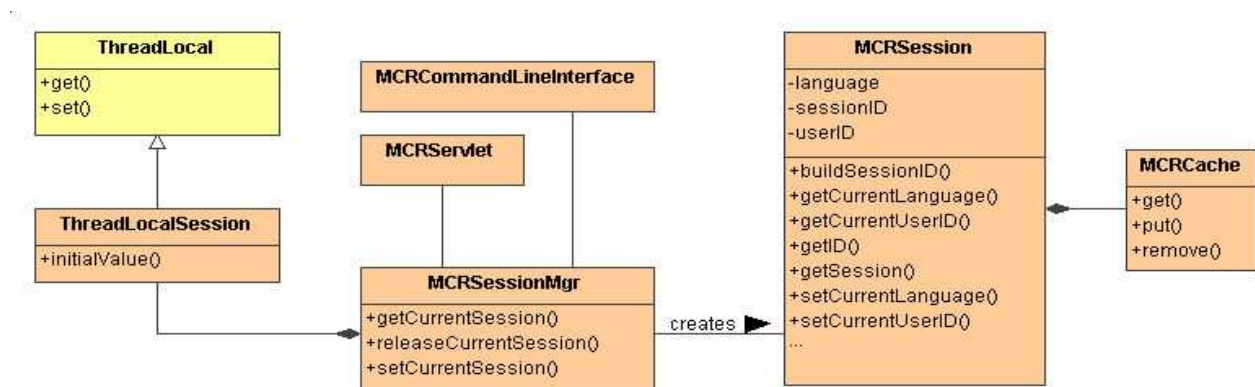 ThreadLocal
+get()
+set()
ThreadLocalSession
+initialValue()
MCRCommandLineInterface
MCRServlet
MCRSessionMgr
+getCurrentSession()
+releaseCurrentSession()
+setCurrentSession()
creates
MCRSession
-language
-sessionID
-userID
+buildSessionID()
+getCurrentLanguage()
+getCurrentUserID()
+getID()
+getSession()
+setCurrentLanguage()
+setCurrentUserID()
...
MCRCache
+get()
+put()
+remove()